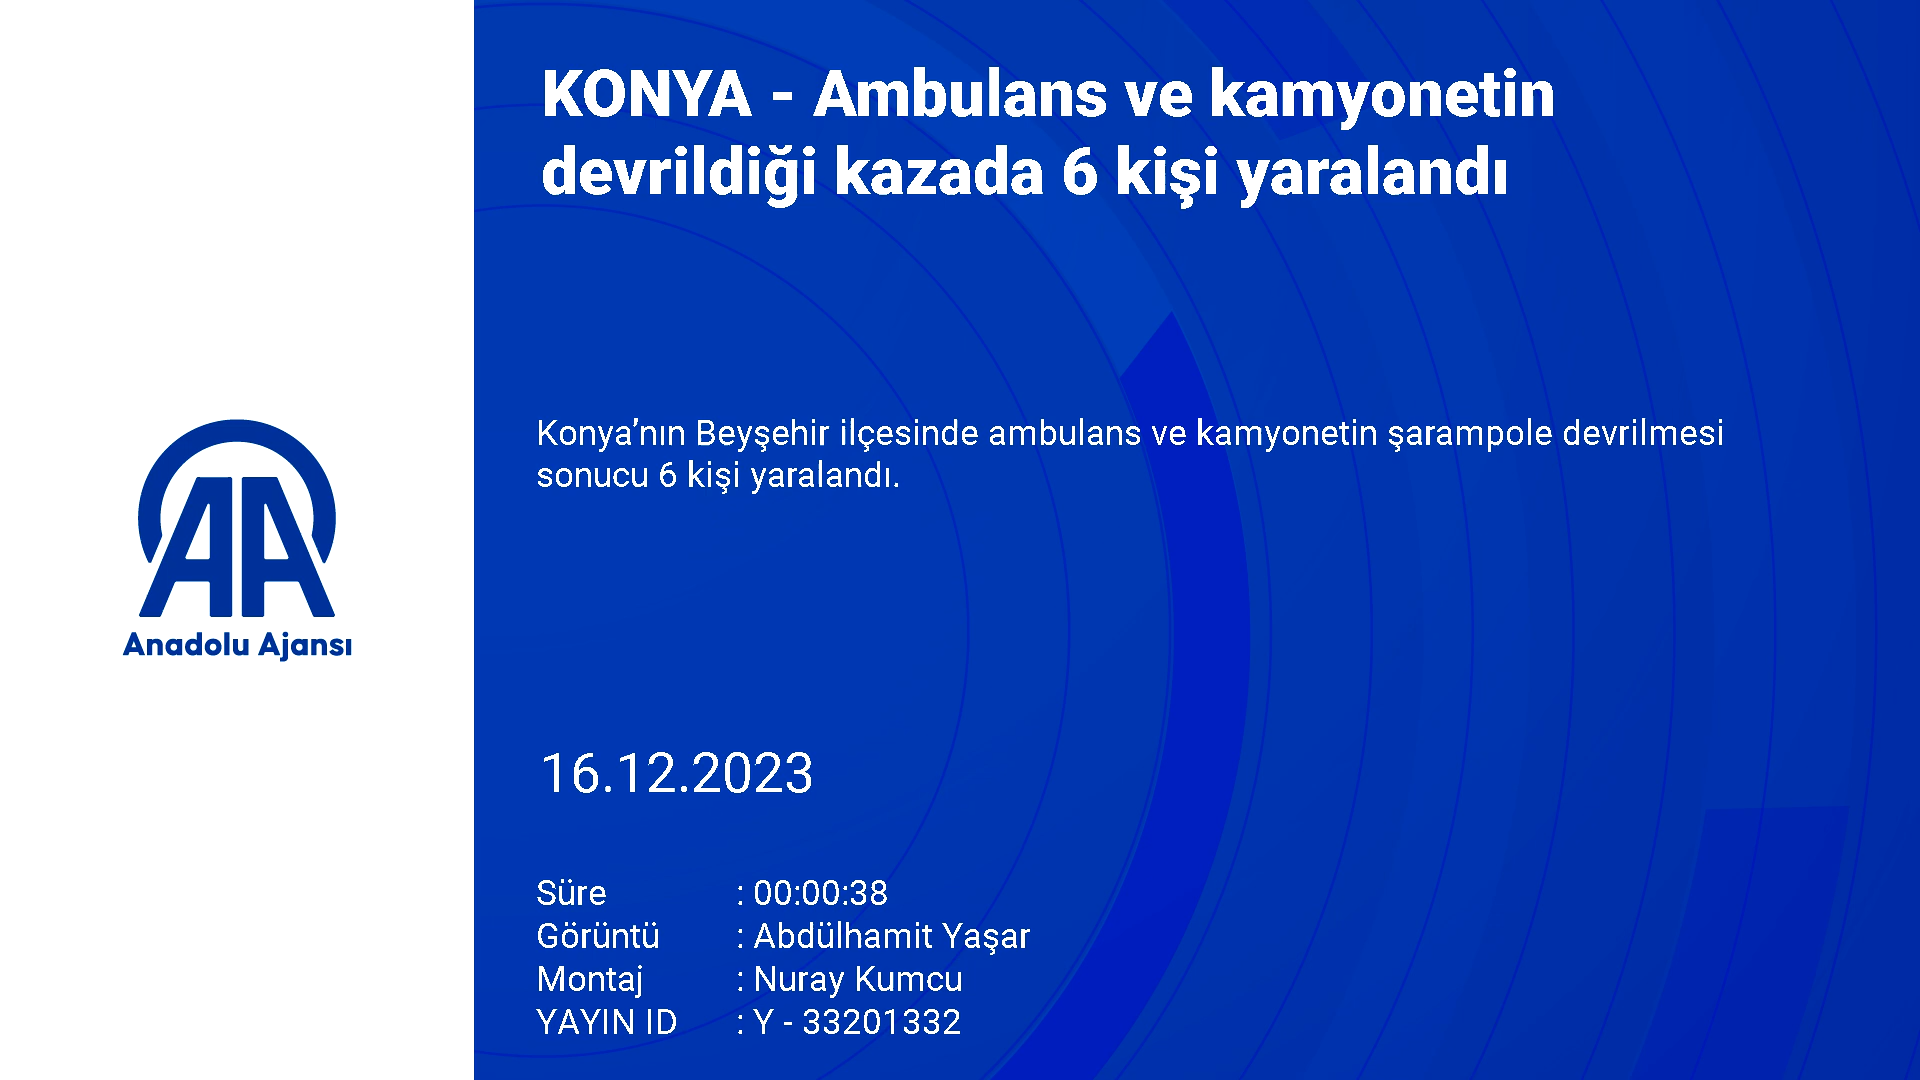 KONYA - Ambulans ve kamyonetin
devrildiği kazada 6 kişi yaralandı
Konya’nın Beyşehir ilçesinde ambulans ve kamyonetin şarampole devrilmesi
sonucu 6 kişi yaralandı.
AA
Anadolu Ajansı
16.12.2023
Süre : 00:00:38
Görüntü : Abdülhamit Yaşar
Montaj : Nuray Kumcu
YAYIN ID : Y - 33201332